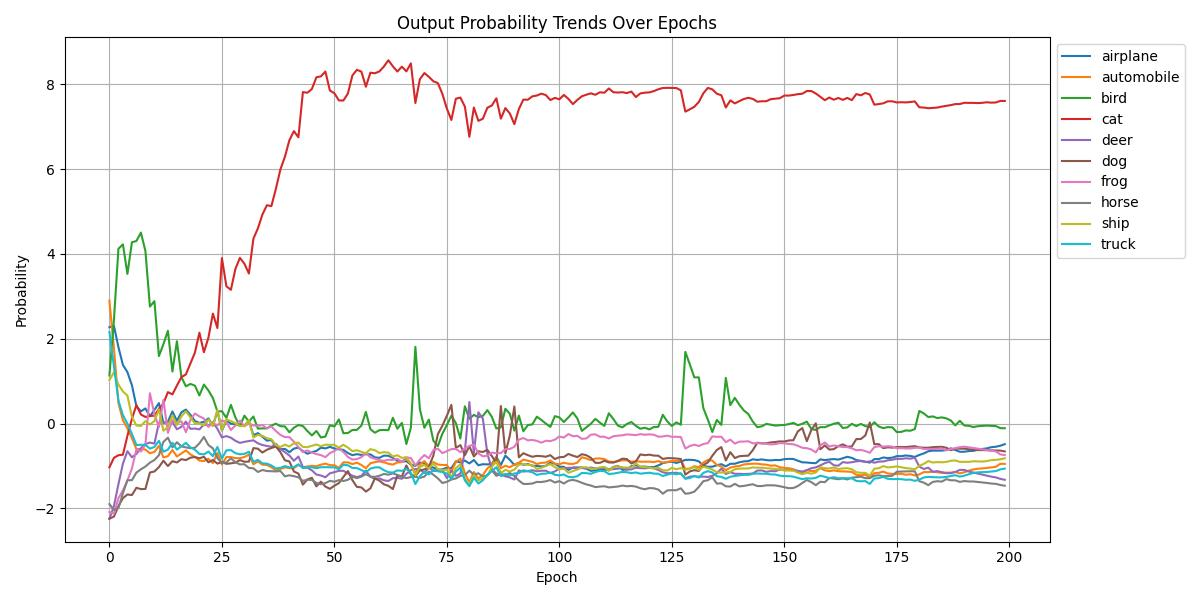 Output Probability Trends Over Epochs
Probability
8
6
4
2
0
−2
0 25 50 75 100 125 150 175 200
Epoch
airplane
automobile
bird
cat
deer
dog
frog
horse
ship
truck